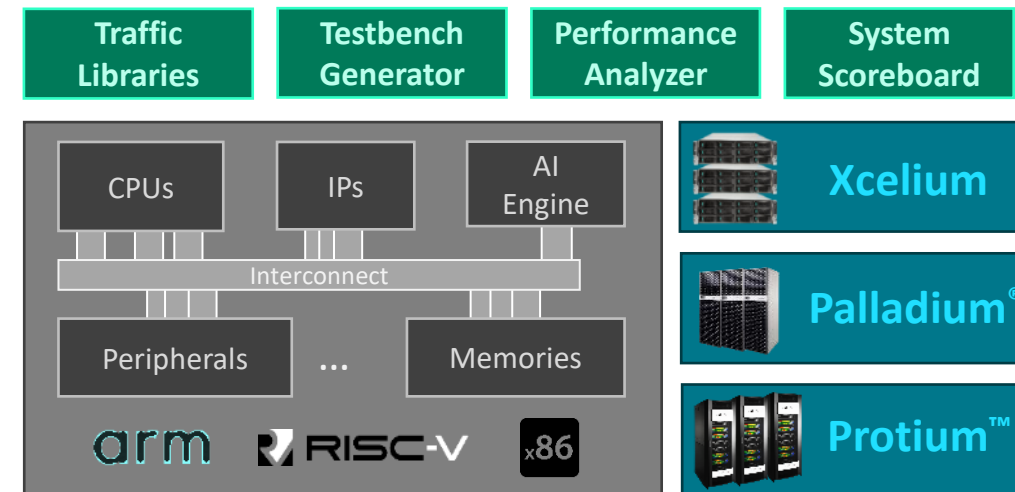 Traffic
Libraries
Testbench
Generator
Performance
Analyzer
System
Scoreboard
CPUs
IPs
AI
Engine
Interconnect
Peripherals
...
Memories
arm
RISC-V
x86
Xcelium
Palladium®
Protium™